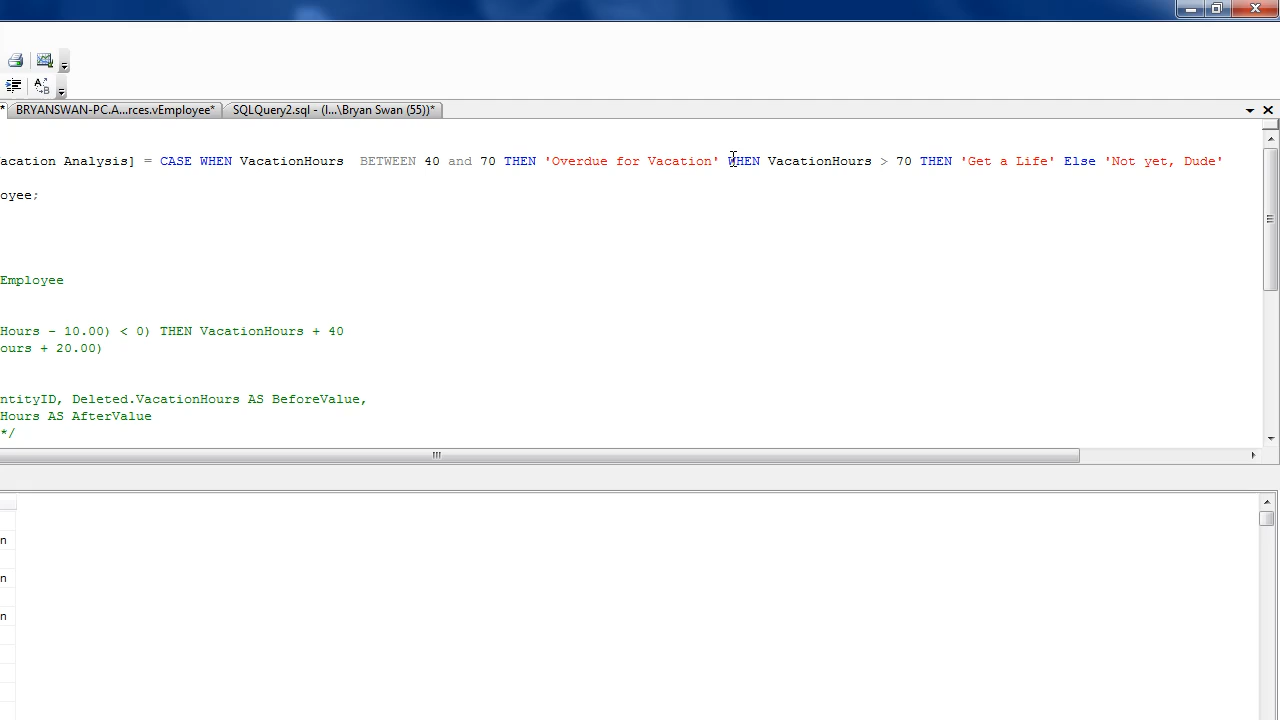 * BRYANSWAN-PC.A...rces.vEmployee* SQLQuery2.sql - (l...\Bryan Swan (55))*
acation Analysis] = CASE WHEN VacationHours  BETWEEN 40 and 70 THEN 'Overdue for Vacation' WHEN VacationHours > 70 THEN 'Get a Life' Else 'Not yet, Dude'
oyee;
Employee
Hours - 10.00) < 0) THEN VacationHours + 40
ours + 20.00)
ntityID, Deleted.VacationHours AS BeforeValue,
Hours AS AfterValue
*/
n
n
n